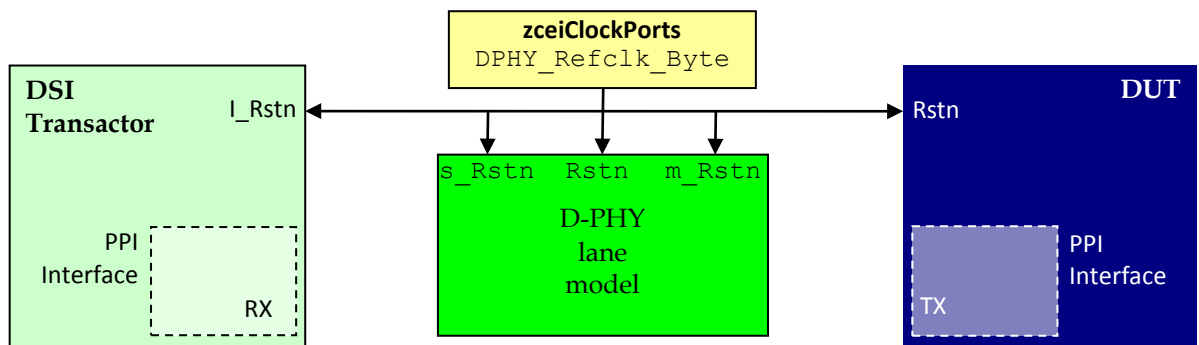 zceiClockPorts
DPHY_Refclk_Byte
DSI
Transactor
I_Rstn
DUT
Rstn
s_Rstn Rstn m_Rstn
D-PHY
lane
model
PPI
Interface
RX
PPI
Interface
TX